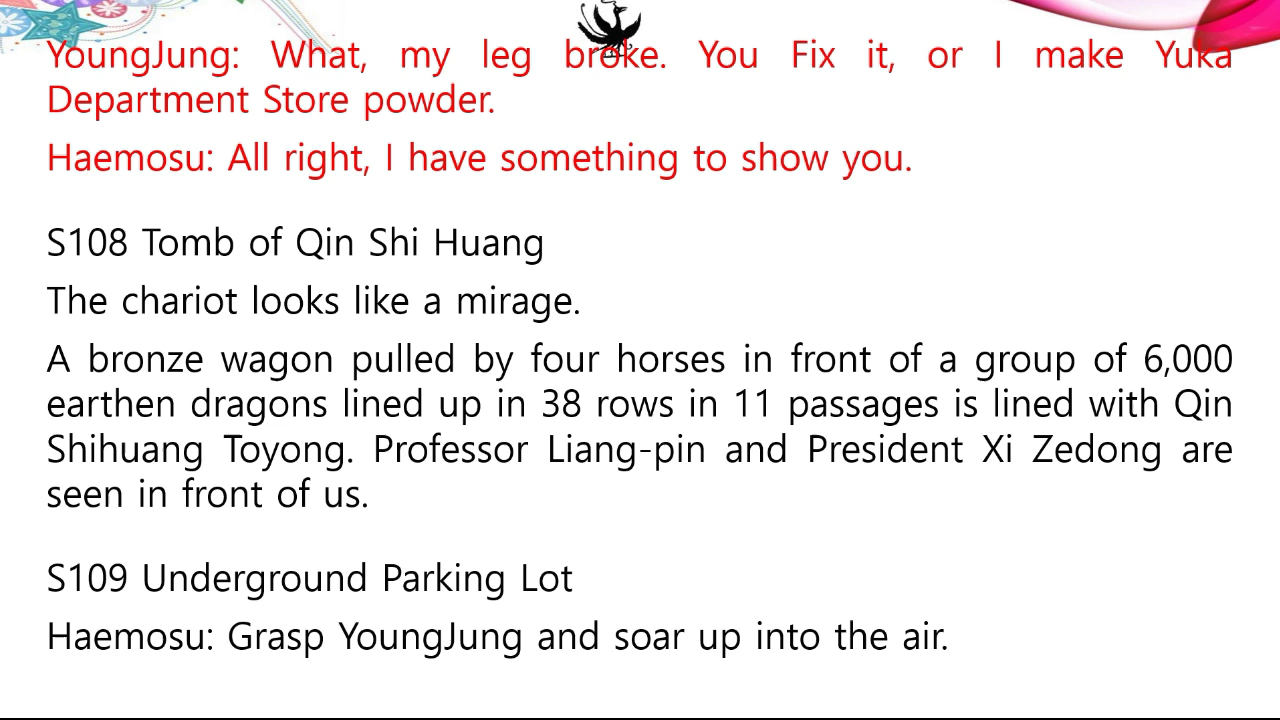 YoungJung: What, my leg broke. You Fix it, or I make Yuka
Department Store powder.
Haemosu: All right, I have something to show you.
S108 Tomb of Qin Shi Huang
The chariot looks like a mirage.
A bronze wagon pulled by four horses in front of a group of 6,000
earthen dragons lined up in 38 rows in 11 passages is lined with Qin
Shihuang Toyong. Professor Liang-pin and President Xi Zedong are
seen in front of us.
S109 Underground Parking Lot
Haemosu: Grasp YoungJung and soar up into the air.